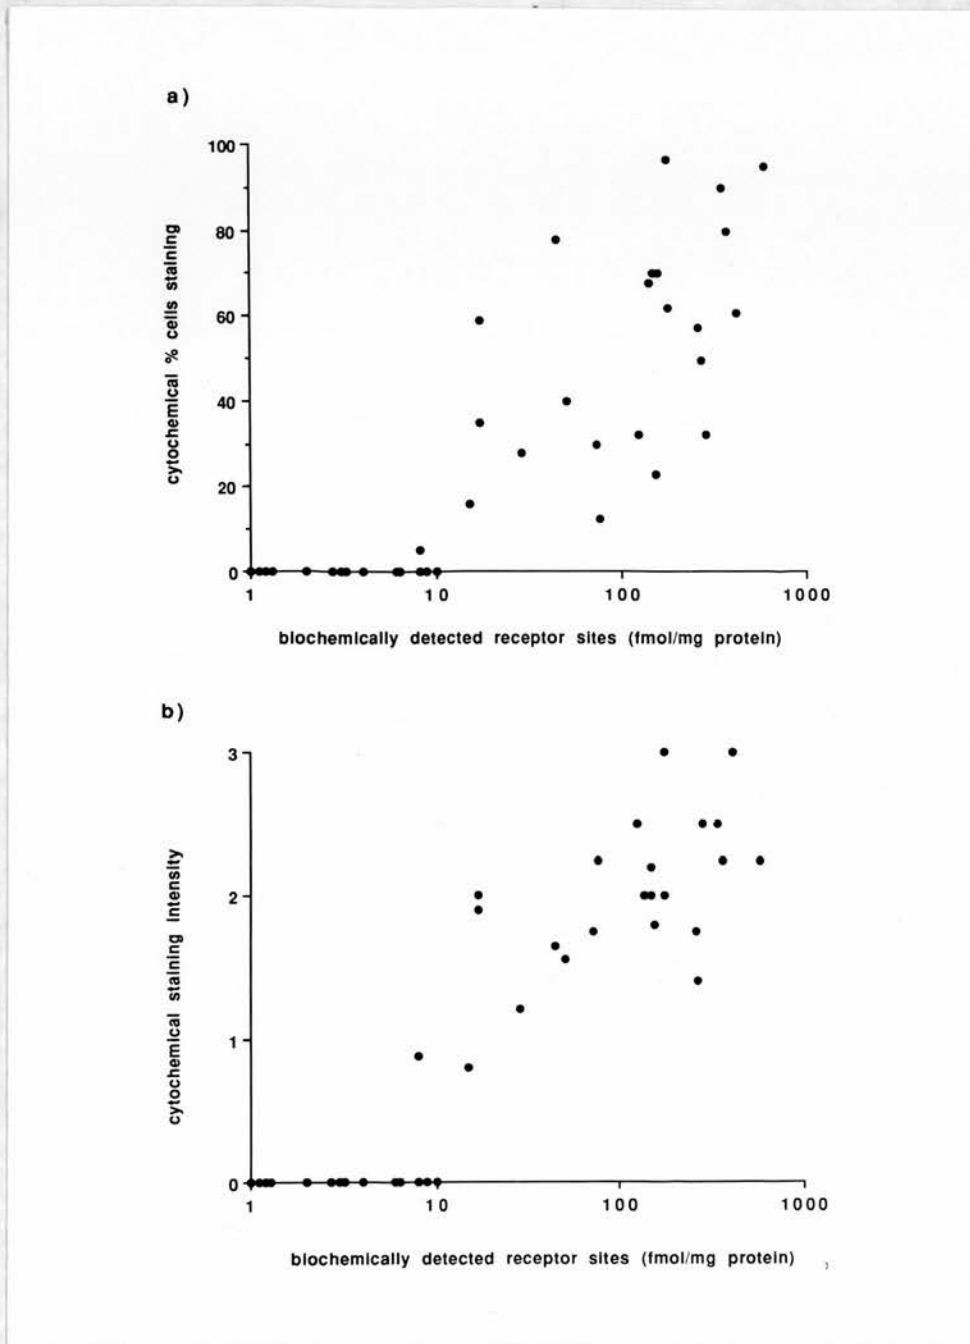 a)
100
80
60
40
20
0
cytochemical % cells staining
1 10 100 1000
biochemically detected receptor sites (fmol/mg protein)
b)
3
2
1
0
cytochemical staining intensity
1 10 100 1000
biochemically detected receptor sites (fmol/mg protein)